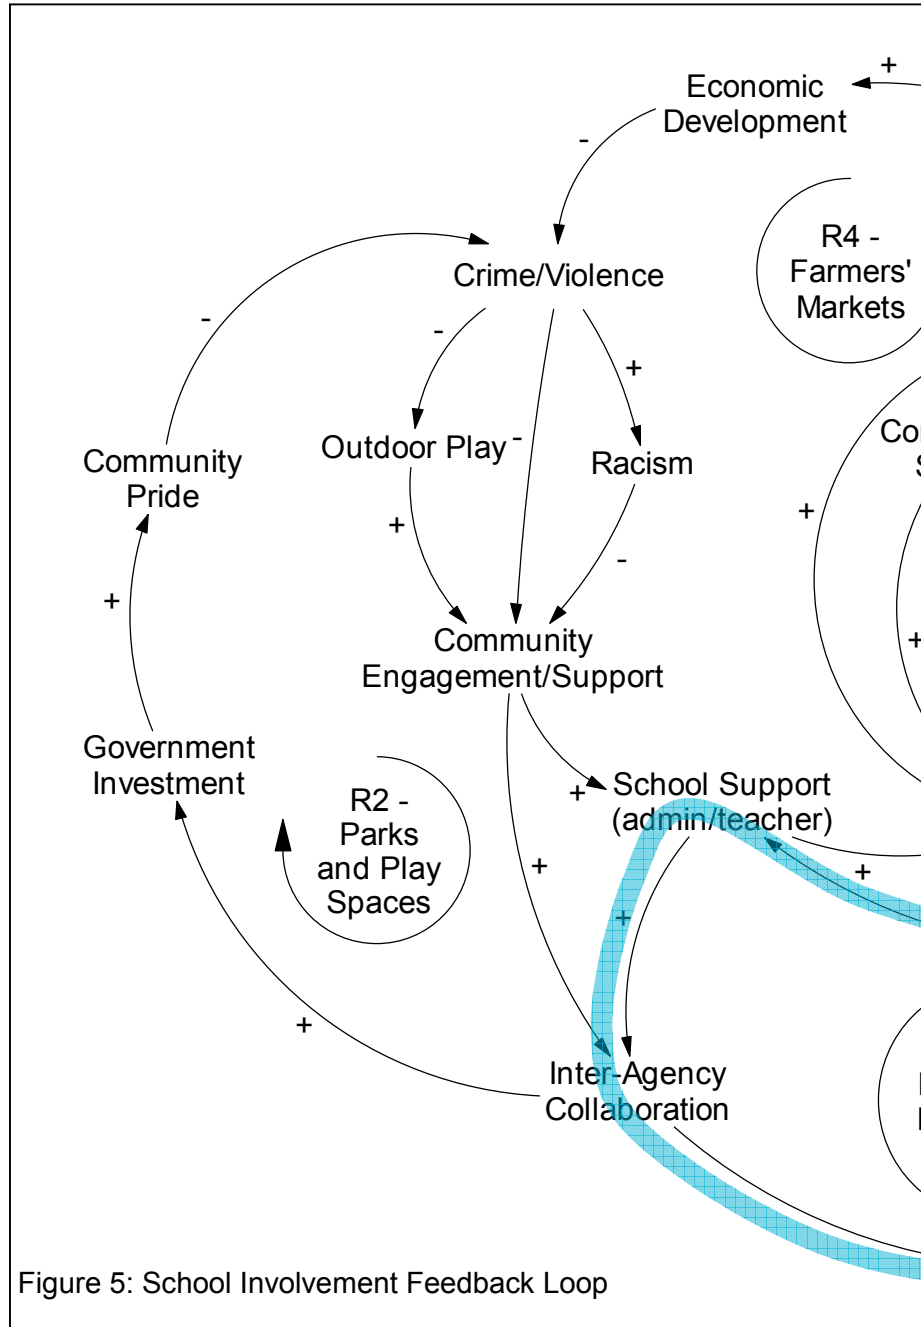 +
Economic
Development
-
R4 -
Farmers'
Markets
Crime/Violence
-
-
+
Outdoor Play
-
Racism
Community
Pride
+
+
+
-
+
Community
Engagement/Support
Government
Investment
School Support
(admin/teacher)
R2 -
Parks
and Play
Spaces
+
+
+
+
+
Inter-Agency
Collaboration
Figure 5: School Involvement Feedback Loop